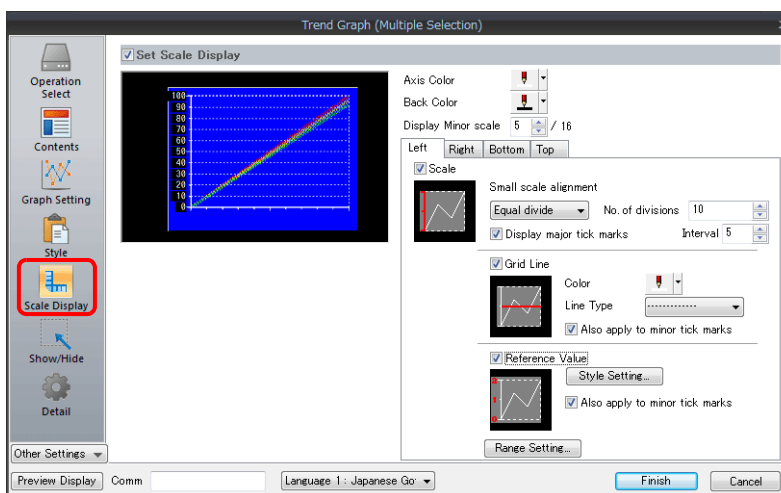 Trend Graph (Multiple Selection)
Operation
Select
Contents
Graph Setting
Style
Scale Display
Show/Hide
Detail
Other Settings
Set Scale Display
100
90
80
70
60
50
40
30
20
10
0
Axis Color
Back Color
Display Minor scale 5 / 16
Left Right Bottom Top
Scale
Small scale alignment
Equal divide No. of divisions 10
Display major tick marks Interval 5
Grid Line
Color
Line Type
Also apply to minor tick marks
Reference Value
Style Setting...
Also apply to minor tick marks
Range Setting...
Preview Display Comm Language 1 : Japanese Go Finish Cancel